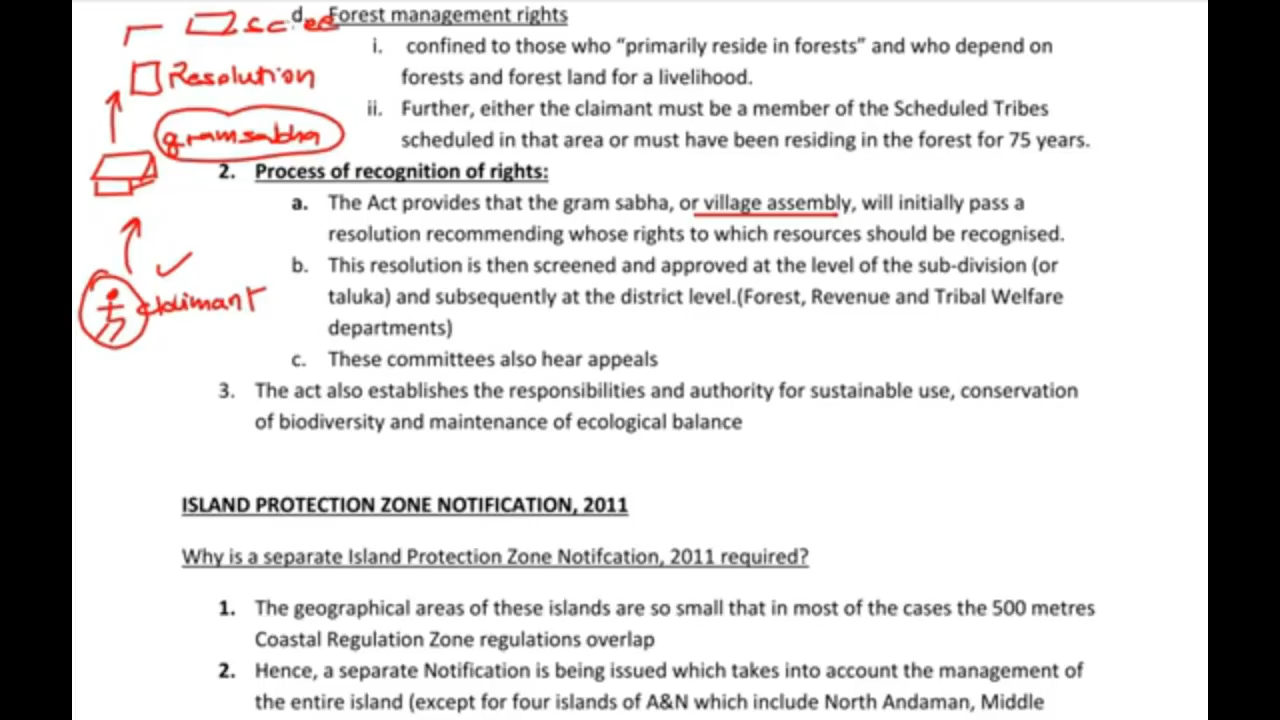 d. Forest management rights
i. confined to those who “primarily reside in forests” and who depend on
forests and forest land for a livelihood.
Resolution
ii. Further, either the claimant must be a member of the Scheduled Tribes
scheduled in that area or must have been residing in the forest for 75 years.
gramsabha
2. Process of recognition of rights:
a. The Act provides that the gram sabha, or village assembly, will initially pass a
resolution recommending whose rights to which resources should be recognised.
b. This resolution is then screened and approved at the level of the sub-division (or
taluka) and subsequently at the district level.(Forest, Revenue and Tribal Welfare
departments)
claimant
c. These committees also hear appeals
3. The act also establishes the responsibilities and authority for sustainable use, conservation
of biodiversity and maintenance of ecological balance
ISLAND PROTECTION ZONE NOTIFICATION, 2011
Why is a separate Island Protection Zone Notifcation, 2011 required?
1. The geographical areas of these islands are so small that in most of the cases the 500 metres
Coastal Regulation Zone regulations overlap
2. Hence, a separate Notification is being issued which takes into account the management of
the entire island (except for four islands of A&N which include North Andaman, Middle